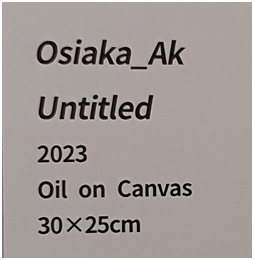 Osiaka_Ak
Untitled
2023
Oil on Canvas
30×25cm